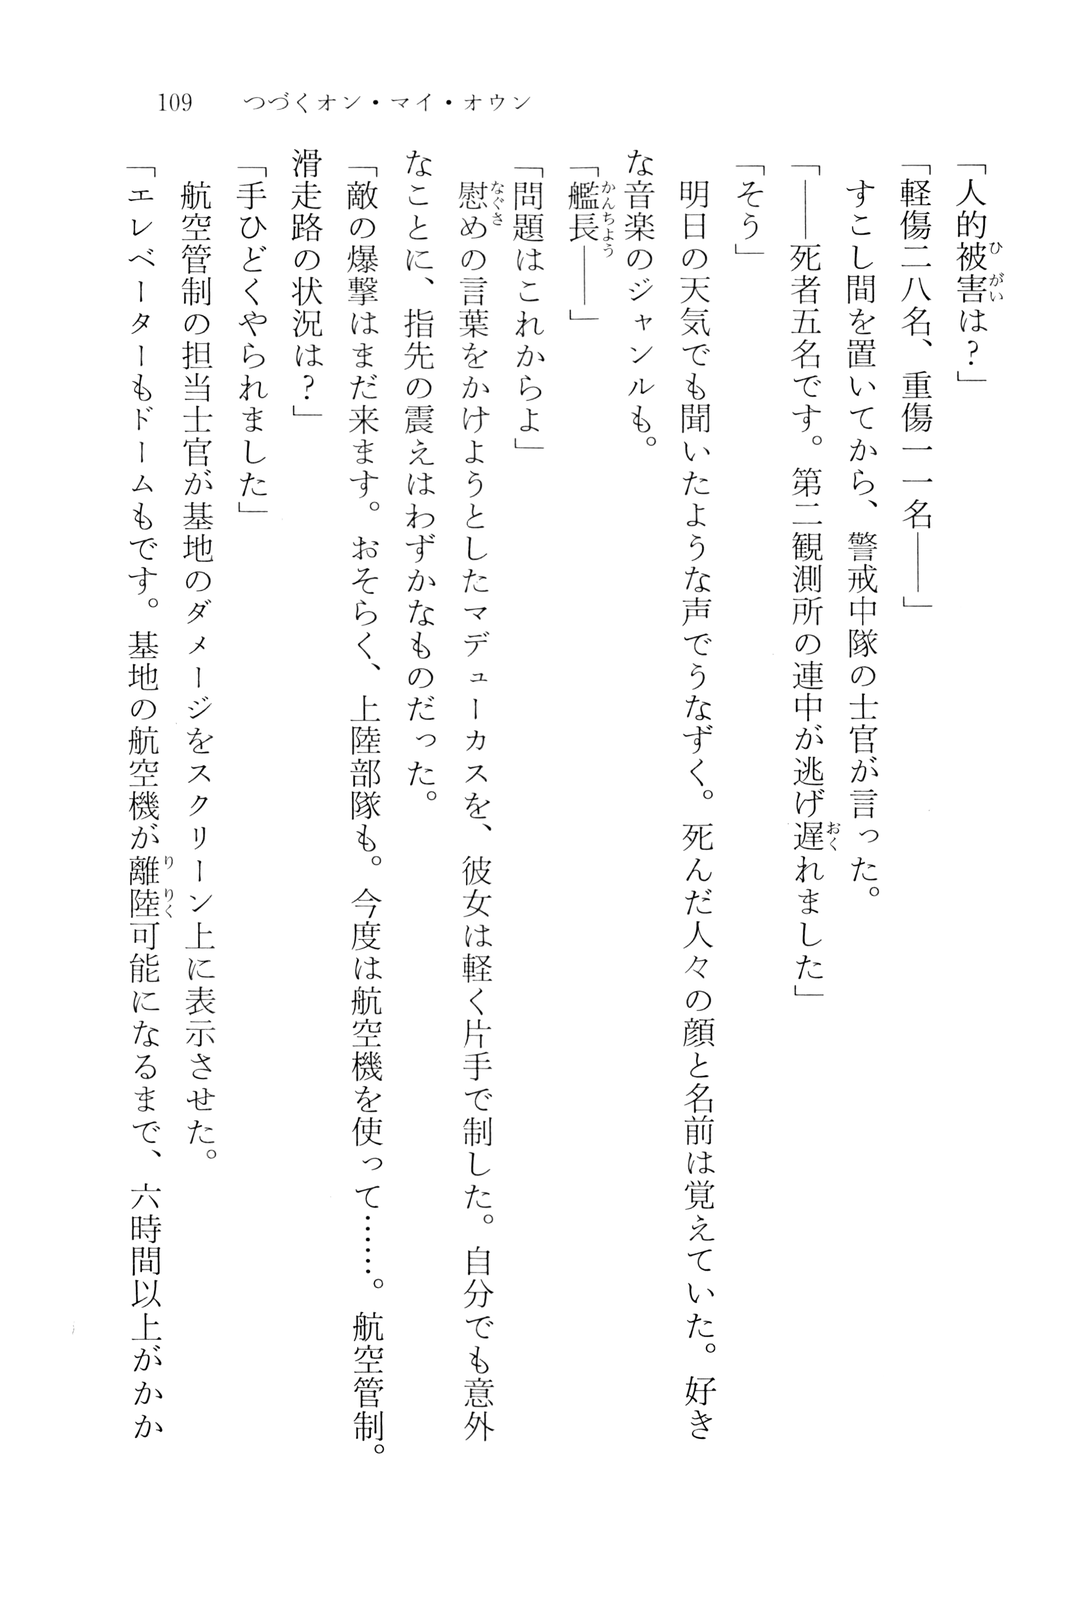 109　つづくオン・マイ・オウン
「人的被害は？」
「軽傷二八名、重傷一一名――」
　すこし間を置いてから、警戒中隊の士官が言った。
「――死者五名です。第二観測所の連中が逃げ遅れました」
「そう」
　明日の天気でも聞いたような声でうなずく。死んだ人々の顔と名前は覚えていた。好き
な音楽のジャンルも。
「艦長――」
「問題はこれからよ」
　慰めの言葉をかけようとしたマデューカスを、彼女は軽く片手で制した。自分でも意外
なことに、指先の震えはわずかなものだった。
「敵の爆撃はまだ来ます。おそらく、上陸部隊も。今度は航空機を使って……。航空管制。
滑走路の状況は？」
「手ひどくやられました」
　航空管制の担当士官が基地のダメージをスクリーン上に表示させた。
「エレベーターもドームもです。基地の航空機が離陸可能になるまで、六時間以上がかか